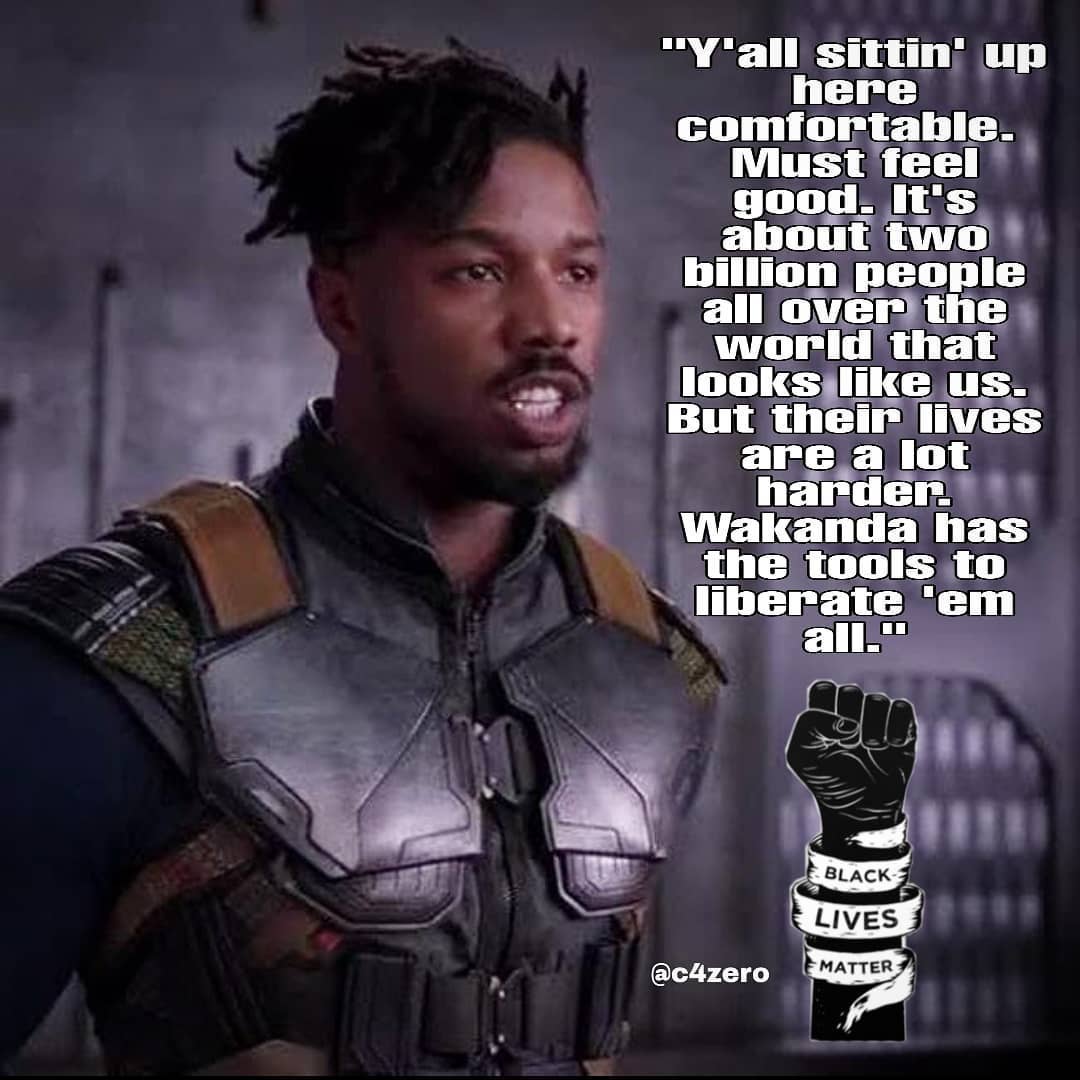 "Y'all sittin' up
here
comfortable.
Must feel
good. It's
about two
billion people
all over the
world that
looks like us.
But their lives
are a lot
harder.
Wakanda has
the tools to
liberate 'em
all."
BLACK
LIVES
MATTER
@c4zero